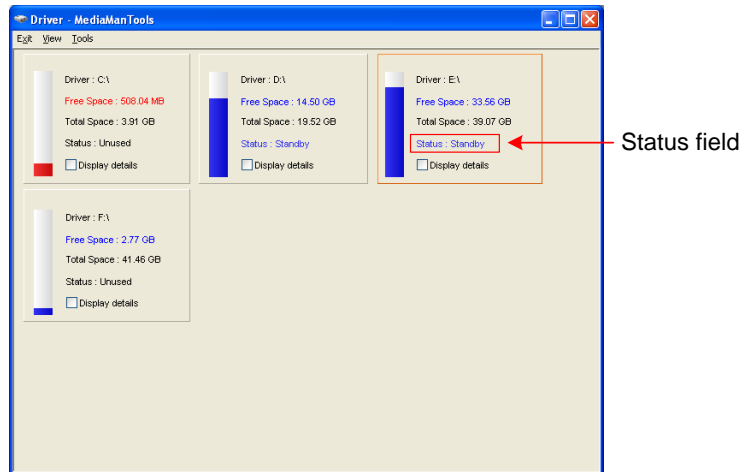 Driver - MediaManTools
Exit View Tools
Driver : C:\
Free Space : 508.04 MB
Total Space : 3.91 GB
Status : Unused
Display details
Driver : D:\
Free Space : 14.50 GB
Total Space : 19.52 GB
Status : Standby
Display details
Driver : E:\
Free Space : 33.56 GB
Total Space : 39.07 GB
Status : Standby
Display details
Status field
Driver : F:\
Free Space : 2.77 GB
Total Space : 41.46 GB
Status : Unused
Display details